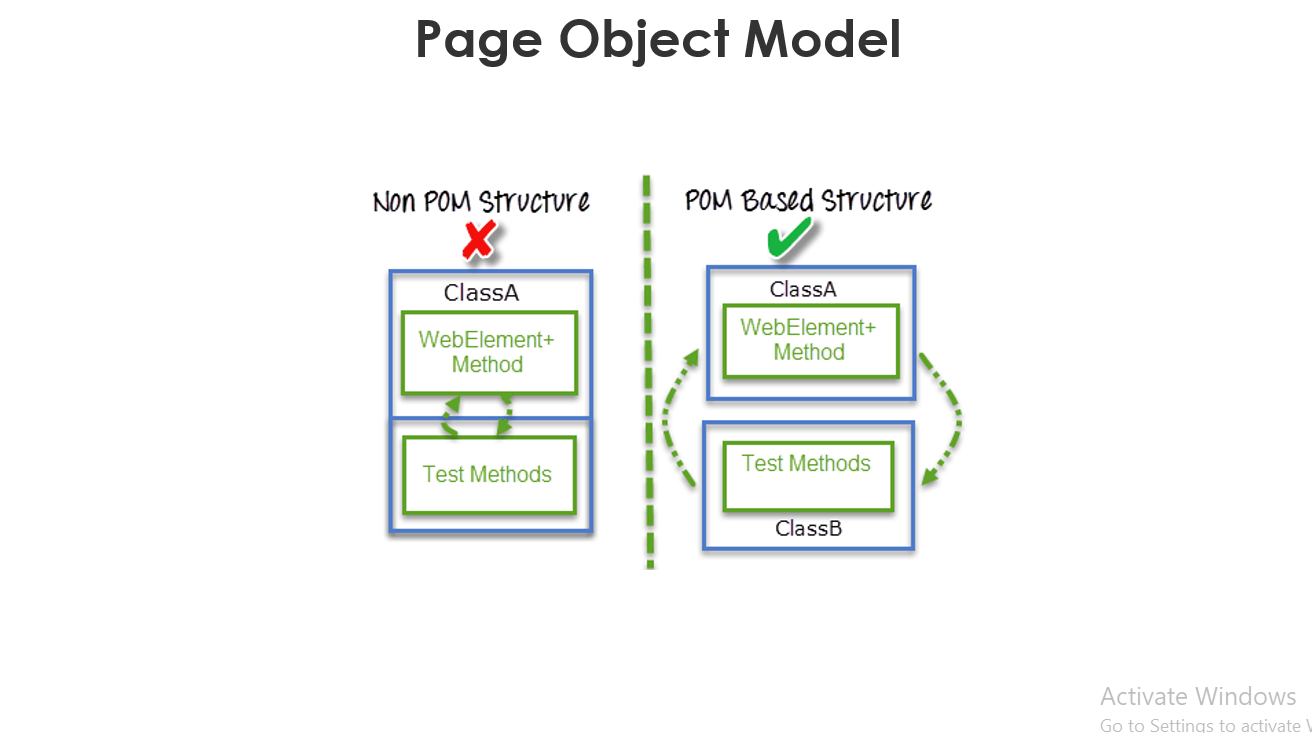 Page Object Model
Non POM Structure
ClassA
WebElement+
Method
Test Methods
POM Based Structure
ClassA
WebElement+
Method
Test Methods
ClassB
Activate Windows
Go to Settings to activate